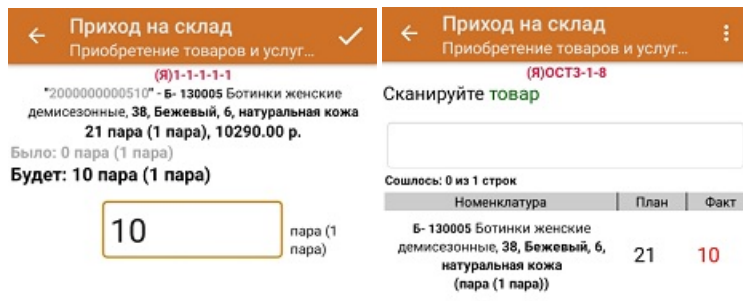 Приход на склад
Приобретение товаров и услуг...
(Я)1-1-1-1-1
"2000000000510" - Б- 130005 Ботинки женские
демисезонные, 38, Бежевый, 6, натуральная кожа
21 пара (1 пара), 10290.00 р.
Было: 0 пара (1 пара)
Будет: 10 пара (1 пара)
10
пара (1
пара)
Приход на склад
Приобретение товаров и услуг...
(Я)ОСТ3-1-8
Сканируйте товар
Сошлось: 0 из 1 строк
Номенклатура План Факт
Б- 130005 Ботинки женские
демисезонные, 38, Бежевый, 6,
натуральная кожа
(пара (1 пара))
21 10